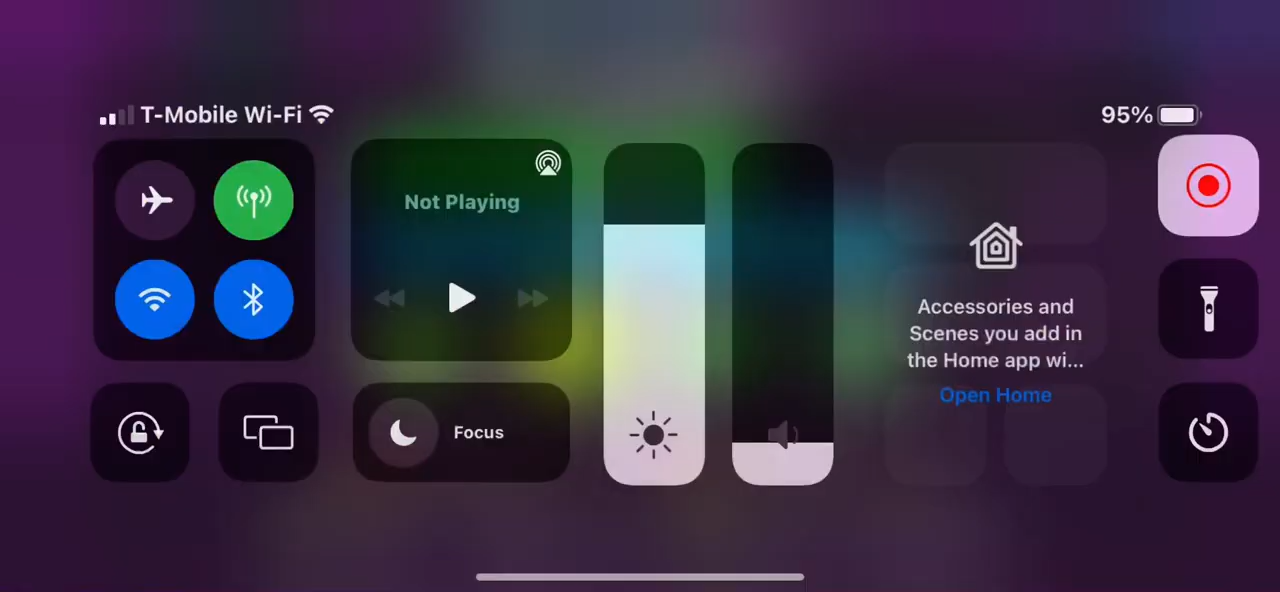 T-Mobile Wi-Fi
95%
Not Playing
Focus
Accessories and
Scenes you add in
the Home app wi...
Open Home